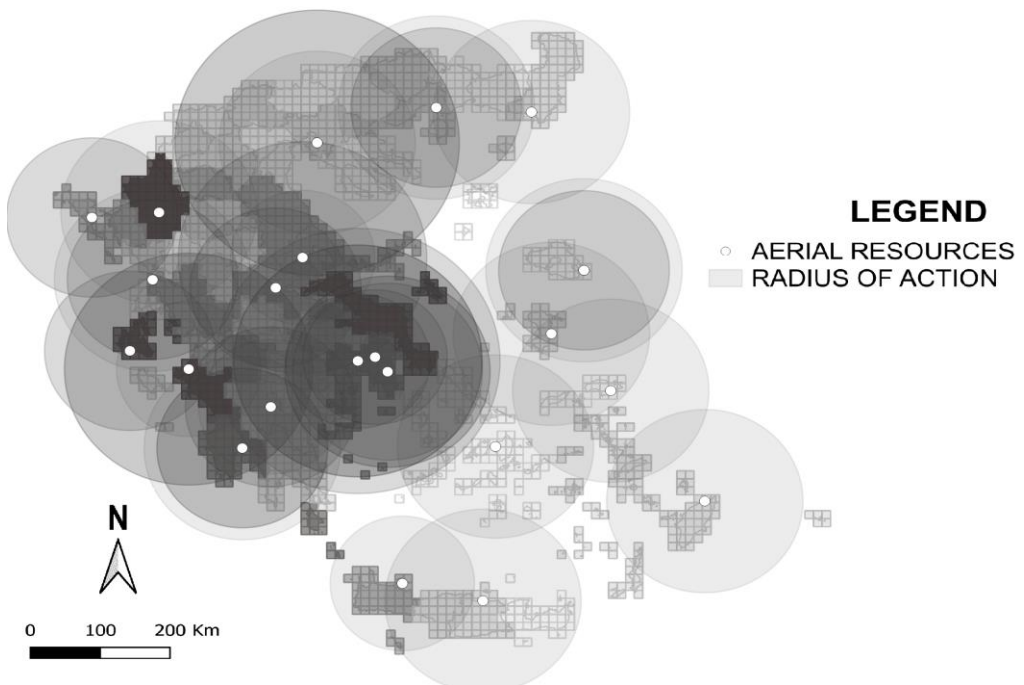 LEGEND
AERIAL RESOURCES
RADIUS OF ACTION
N
0 100 200 Km